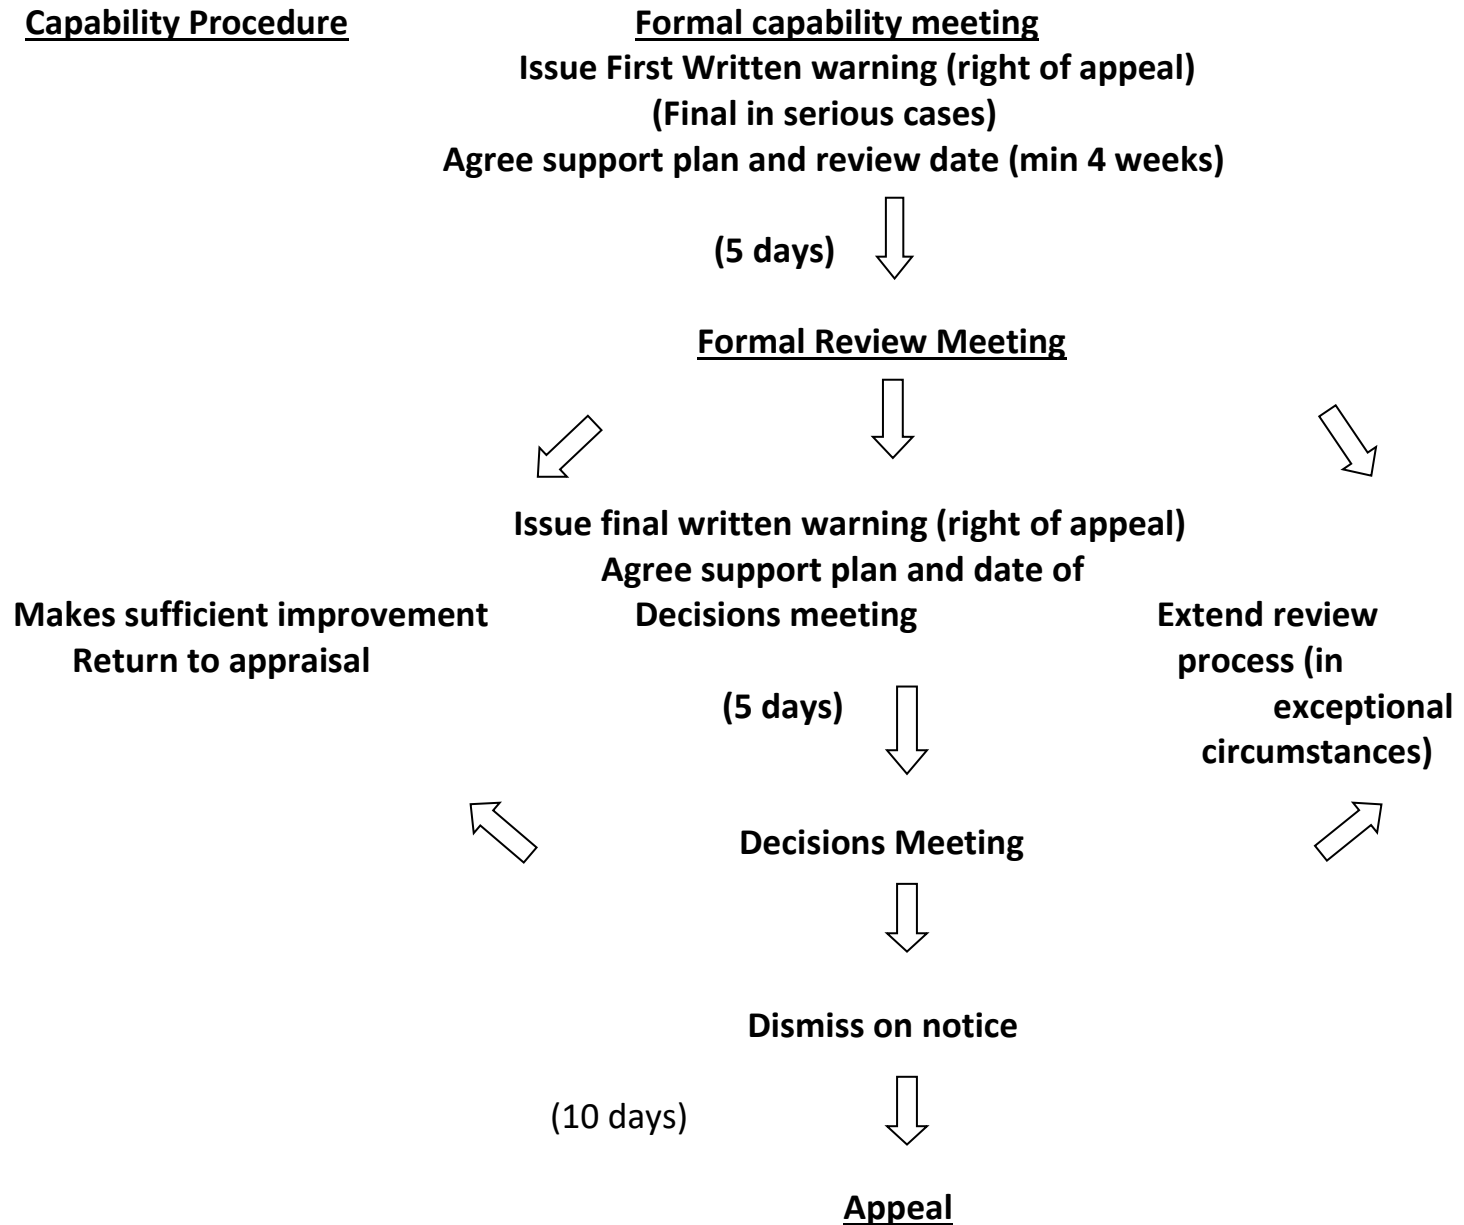 Capability Procedure
Formal capability meeting
Issue First Written warning (right of appeal)
(Final in serious cases)
Agree support plan and review date (min 4 weeks)
(5 days)
Formal Review Meeting
Issue final written warning (right of appeal)
Agree support plan and date of
Decisions meeting
Makes sufficient improvement
Return to appraisal
Extend review
process (in
exceptional
circumstances)
(5 days)
Decisions Meeting
Dismiss on notice
(10 days)
Appeal